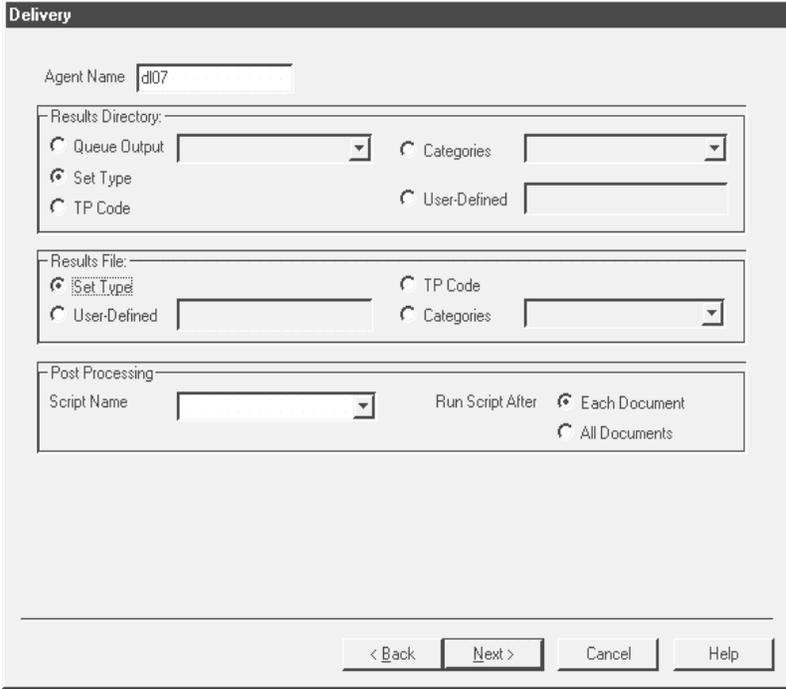 Delivery
Agent Name dl07
Results Directory:
Queue Output
Categories
Set Type
TP Code
User-Defined
Results File:
Set Type
TP Code
User-Defined
Categories
Post Processing
Script Name
Run Script After
Each Document
All Documents
< Back
Next >
Cancel
Help